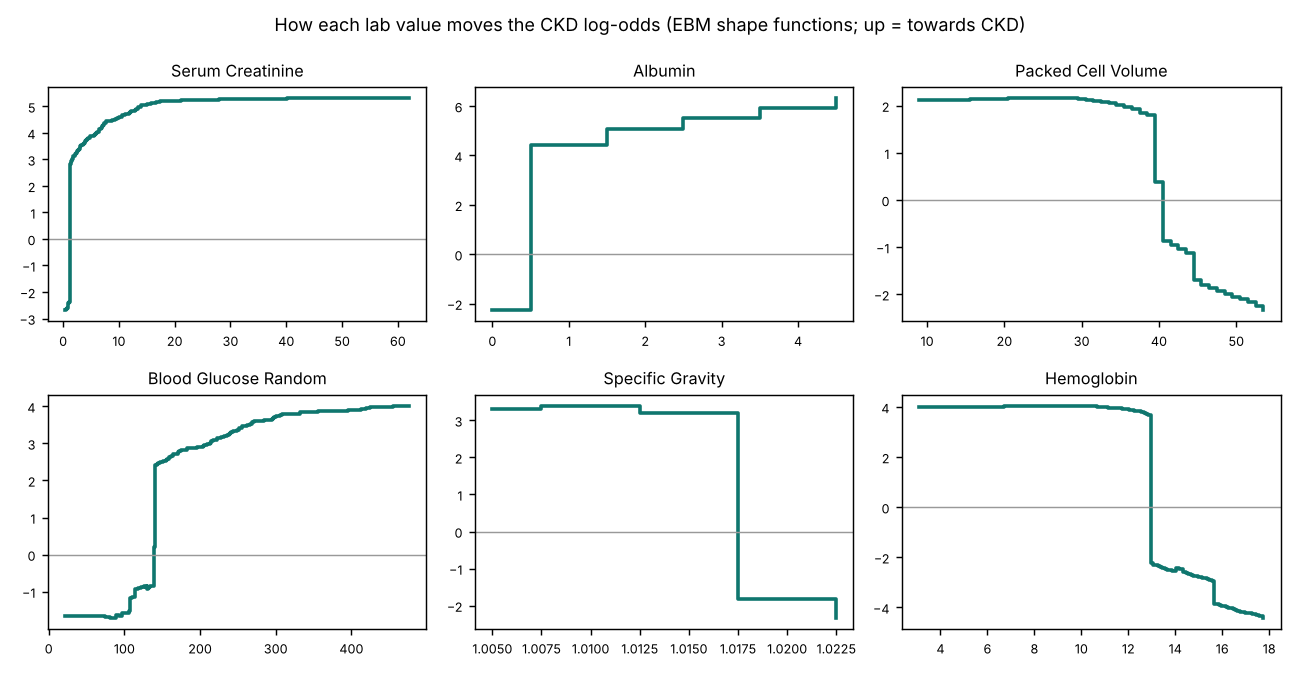 How each lab value moves the CKD log-odds (EBM shape functions; up = towards CKD)
Serum Creatinine
5
4
3
2
1
0
−1
−2
−3
0 10 20 30 40 50 60
Albumin
6
4
2
0
−2
0 1 2 3 4
Packed Cell Volume
2
1
0
−1
−2
10 20 30 40 50
Blood Glucose Random
4
3
2
1
0
−1
0 100 200 300 400
Specific Gravity
3
2
1
0
−1
−2
1.0050 1.0075 1.0100 1.0125 1.0150 1.0175 1.0200 1.0225
Hemoglobin
4
2
0
−2
−4
4 6 8 10 12 14 16 18